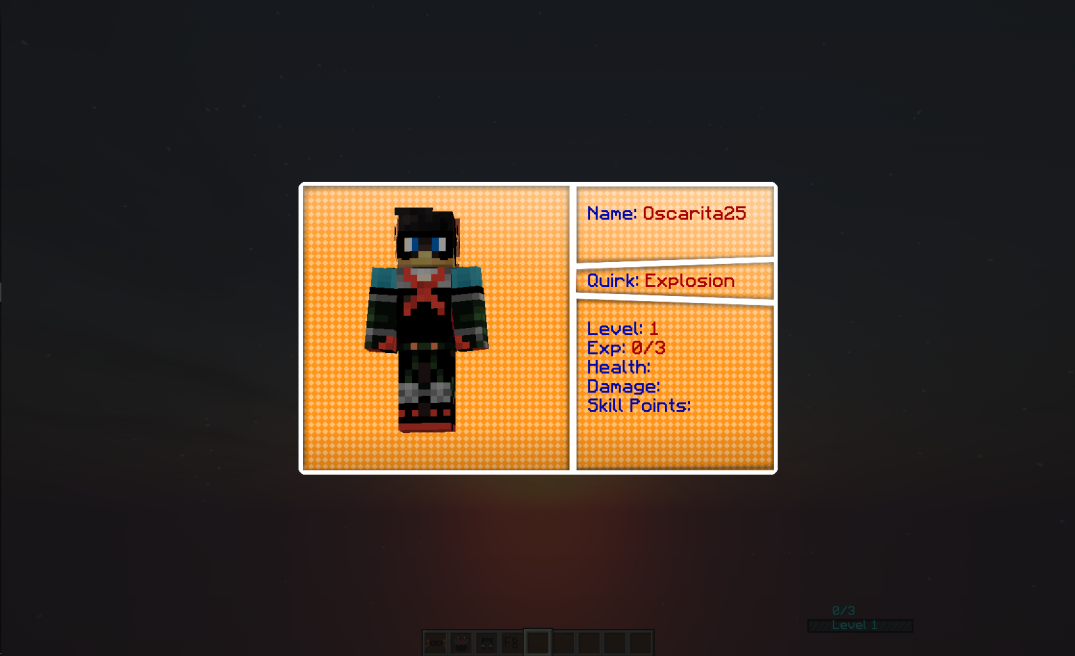 Name: Oscarita25
Quirk: Explosion
Level: 1
Exp: 0/3
Health:
Damage:
Skill Points:
0/3
Level 1